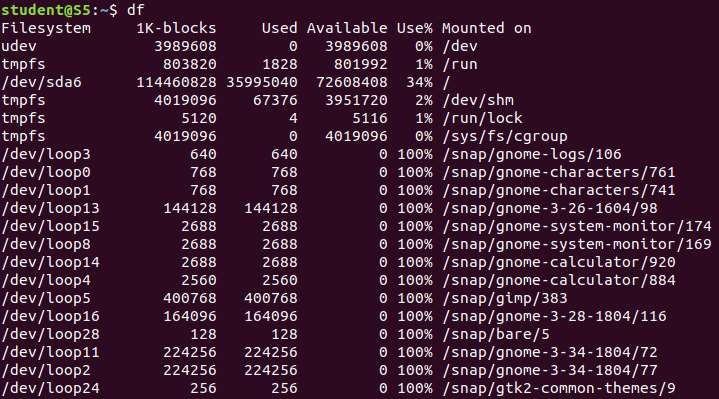 student@S5:~$ df
Filesystem     1K-blocks     Used Available Use% Mounted on
udev             3989608        0   3989608   0% /dev
tmpfs             803820     1828    801992   1% /run
/dev/sda6      114460828 35995040  72608408  34% /
tmpfs            4019096    67376   3951720   2% /dev/shm
tmpfs               5120        4      5116   1% /run/lock
tmpfs            4019096        0   4019096   0% /sys/fs/cgroup
/dev/loop3           640      640         0 100% /snap/gnome-logs/106
/dev/loop0           768      768         0 100% /snap/gnome-characters/761
/dev/loop1           768      768         0 100% /snap/gnome-characters/741
/dev/loop13       144128   144128         0 100% /snap/gnome-3-26-1604/98
/dev/loop15         2688     2688         0 100% /snap/gnome-system-monitor/174
/dev/loop8          2688     2688         0 100% /snap/gnome-system-monitor/169
/dev/loop14         2688     2688         0 100% /snap/gnome-calculator/920
/dev/loop4          2560     2560         0 100% /snap/gnome-calculator/884
/dev/loop5        400768   400768         0 100% /snap/gimp/383
/dev/loop16       164096   164096         0 100% /snap/gnome-3-28-1804/116
/dev/loop28          128      128         0 100% /snap/bare/5
/dev/loop11       224256   224256         0 100% /snap/gnome-3-34-1804/72
/dev/loop2        224256   224256         0 100% /snap/gnome-3-34-1804/77
/dev/loop24          256      256         0 100% /snap/gtk2-common-themes/9